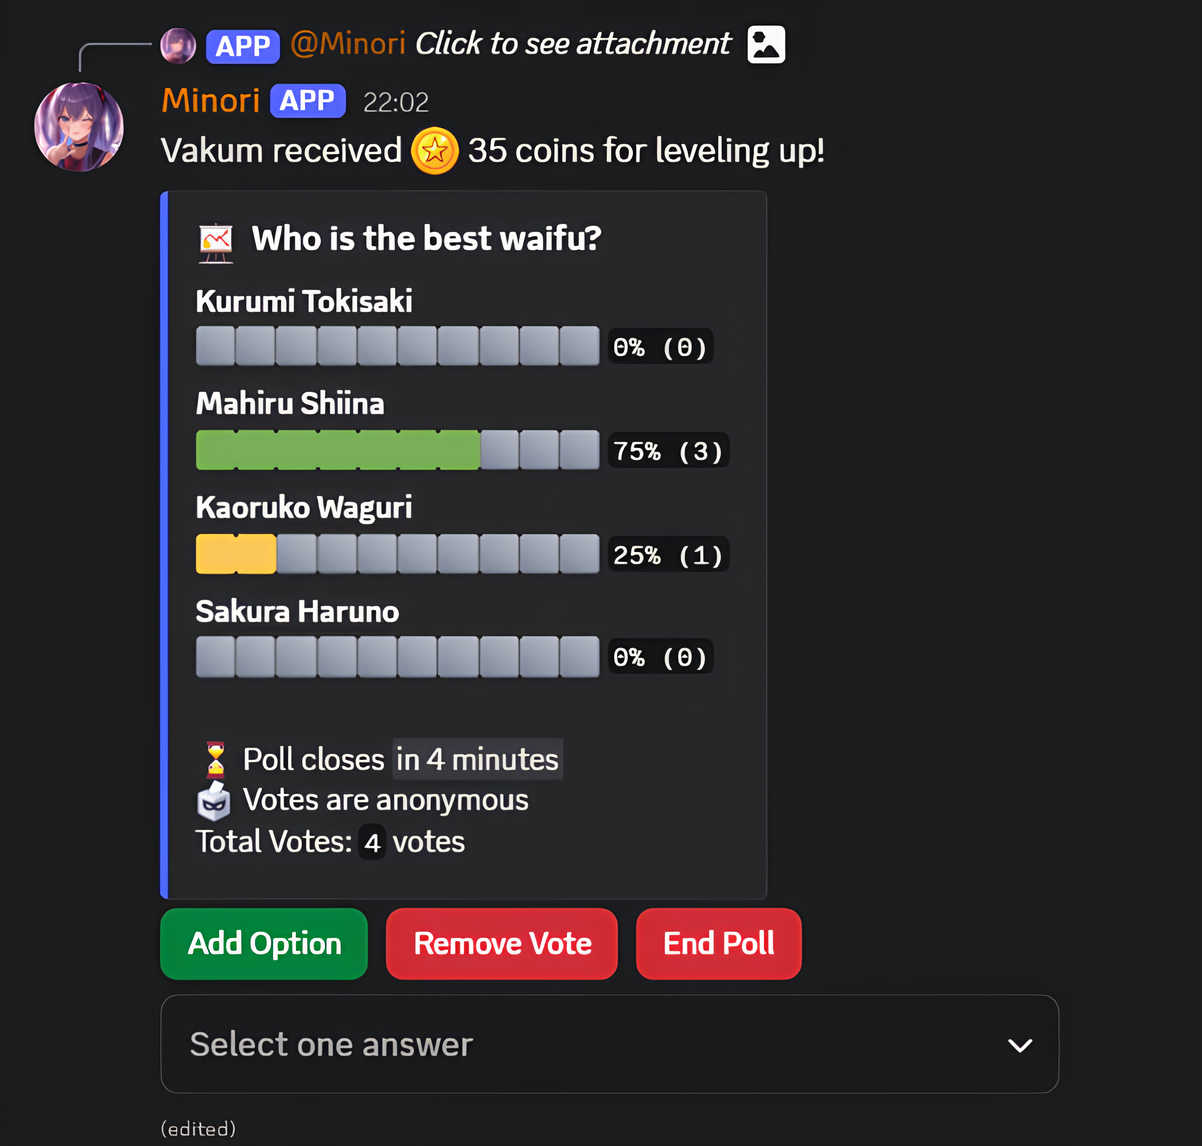 APP @Minori Click to see attachment
Minori APP 22:02
Vakum received 35 coins for leveling up!
Who is the best waifu?
Kurumi Tokisaki
0% (0)
Mahiru Shiina
75% (3)
Kaoruko Waguri
25% (1)
Sakura Haruno
0% (0)
Poll closes in 4 minutes
Votes are anonymous
Total Votes: 4 votes
Add Option Remove Vote End Poll
Select one answer
(edited)